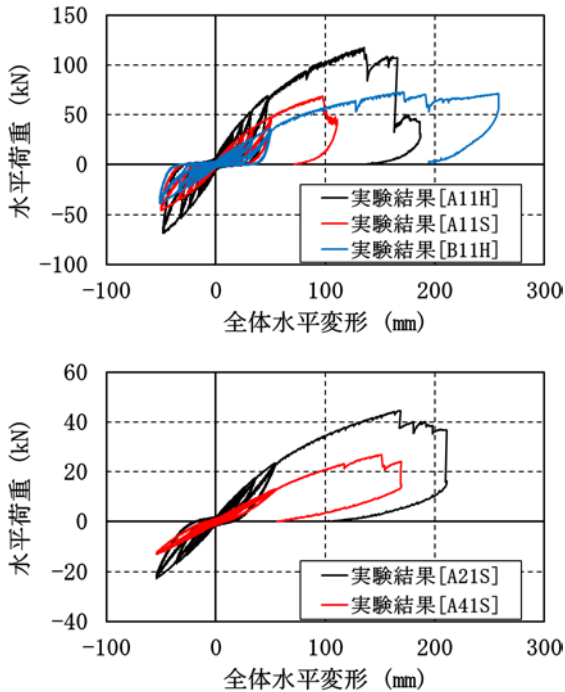 150
100
50
0
-50
-100
水平荷重 (kN)
実験結果[A11H]
実験結果[A11S]
実験結果[B11H]
-100 0 100 200 300
全体水平変形 (mm)
60
40
20
0
-20
-40
水平荷重 (kN)
実験結果[A21S]
実験結果[A41S]
-100 0 100 200 300
全体水平変形 (mm)